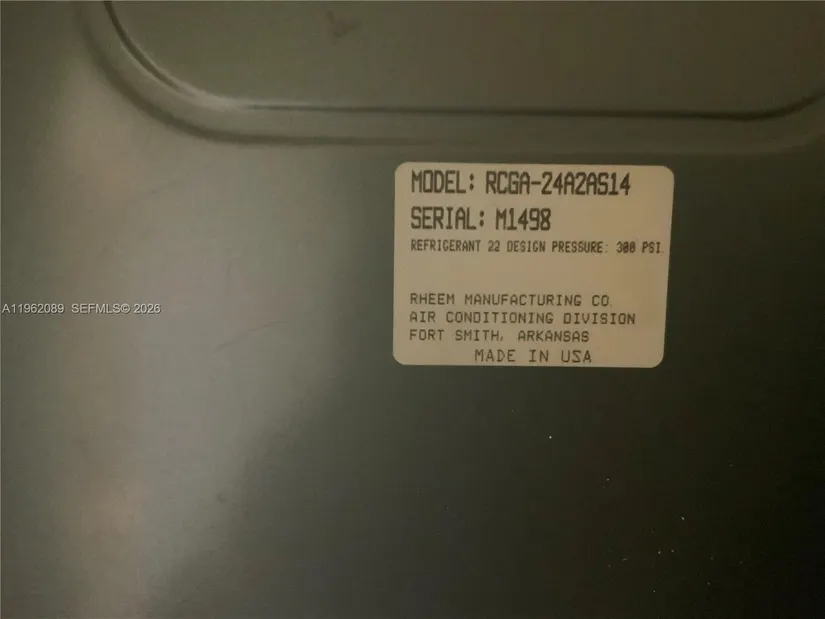 MODEL: RCGA-24A2AS14
SERIAL: M1498
REFRIGERANT 22 DESIGN PRESSURE: 300 PSI.
RHEEM MANUFACTURING CO.
AIR CONDITIONING DIVISION
FORT SMITH, ARKANSAS
MADE IN USA
A11962089 SEFMLS© 2026